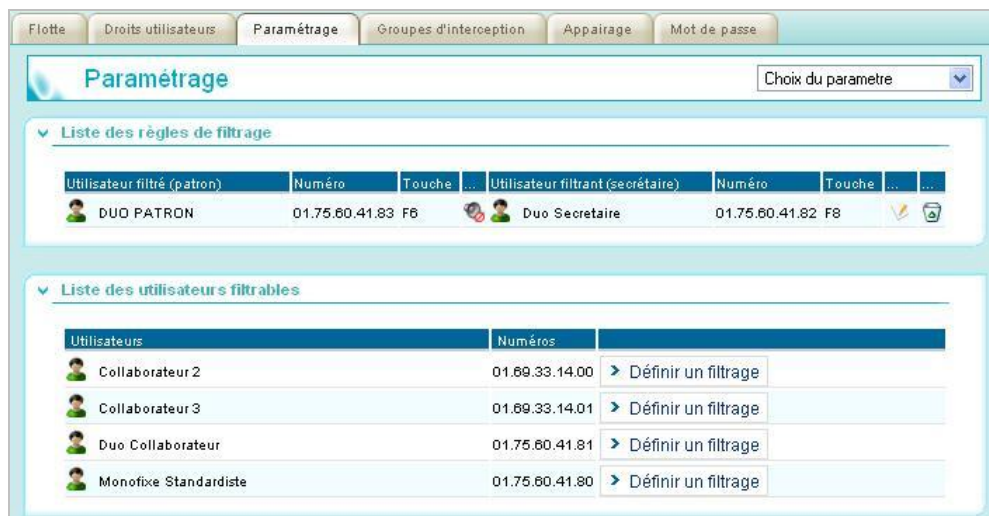 Flotte Droits utilisateurs Paramétrage Groupes d'interception Appairage Mot de passe
Paramétrage Choix du parametre
Liste des règles de filtrage
Utilisateur filtré (patron) Numéro Touche ... Utilisateur filtrant (secrétaire) Numéro Touche ... ...
DUO PATRON 01.75.60.41.83 F6 Duo Secretaire 01.75.60.41.82 F8
Liste des utilisateurs filtrables
Utilisateurs Numéros
Collaborateur 2 01.69.33.14.00 > Définir un filtrage
Collaborateur 3 01.69.33.14.01 > Définir un filtrage
Duo Collaborateur 01.75.60.41.81 > Définir un filtrage
Monofixe Standardiste 01.75.60.41.80 > Définir un filtrage